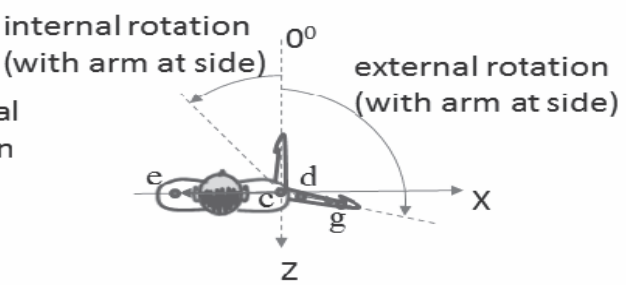 internal rotation
(with arm at side)
0⁰
external rotation
(with arm at side)
al
n
e
d
c
g
X
Z